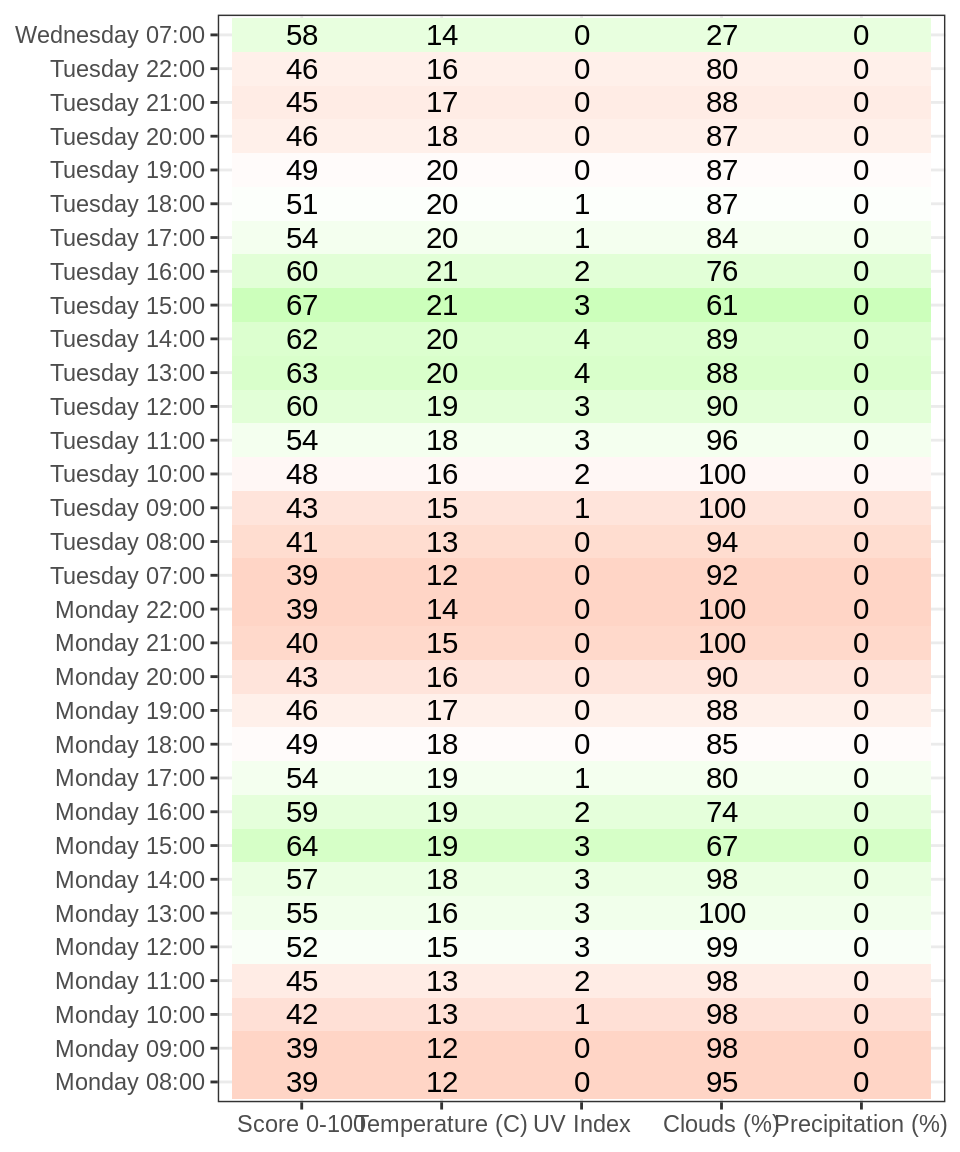 Wednesday 07:00 58 14 0 27 0
Tuesday 22:00 46 16 0 80 0
Tuesday 21:00 45 17 0 88 0
Tuesday 20:00 46 18 0 87 0
Tuesday 19:00 49 20 0 87 0
Tuesday 18:00 51 20 1 87 0
Tuesday 17:00 54 20 1 84 0
Tuesday 16:00 60 21 2 76 0
Tuesday 15:00 67 21 3 61 0
Tuesday 14:00 62 20 4 89 0
Tuesday 13:00 63 20 4 88 0
Tuesday 12:00 60 19 3 90 0
Tuesday 11:00 54 18 3 96 0
Tuesday 10:00 48 16 2 100 0
Tuesday 09:00 43 15 1 100 0
Tuesday 08:00 41 13 0 94 0
Tuesday 07:00 39 12 0 92 0
Monday 22:00 39 14 0 100 0
Monday 21:00 40 15 0 100 0
Monday 20:00 43 16 0 90 0
Monday 19:00 46 17 0 88 0
Monday 18:00 49 18 0 85 0
Monday 17:00 54 19 1 80 0
Monday 16:00 59 19 2 74 0
Monday 15:00 64 19 3 67 0
Monday 14:00 57 18 3 98 0
Monday 13:00 55 16 3 100 0
Monday 12:00 52 15 3 99 0
Monday 11:00 45 13 2 98 0
Monday 10:00 42 13 1 98 0
Monday 09:00 39 12 0 98 0
Monday 08:00 39 12 0 95 0
Score 0-100 Temperature (C) UV Index Clouds (%) Precipitation (%)